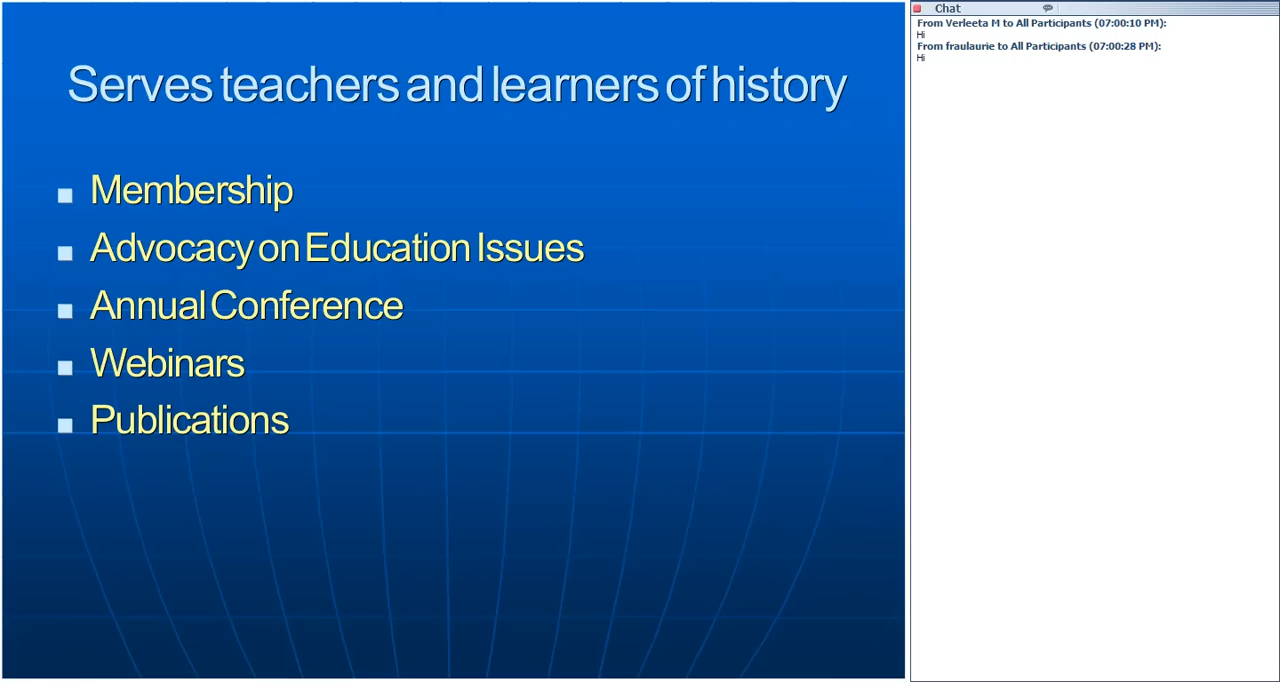 Serves teachers and learners of history
Membership
Advocacy on Education Issues
Annual Conference
Webinars
Publications
Chat
From Verleeta M to All Participants (07:00:10 PM):
Hi
From fraulaurie to All Participants (07:00:28 PM):
Hi